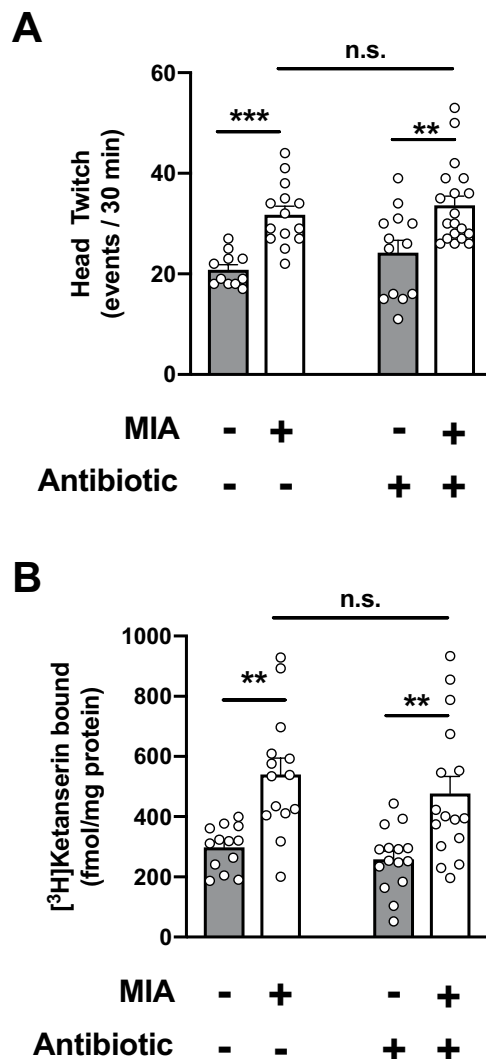 A
n.s.
60
***
**
40
20
0
Head Twitch
(events / 30 min)
MIA - + - +
Antibiotic - - + +
B
n.s.
1000
**
**
800
600
400
200
0
[³H]Ketanserin bound
(fmol/mg protein)
MIA - + - +
Antibiotic - - + +